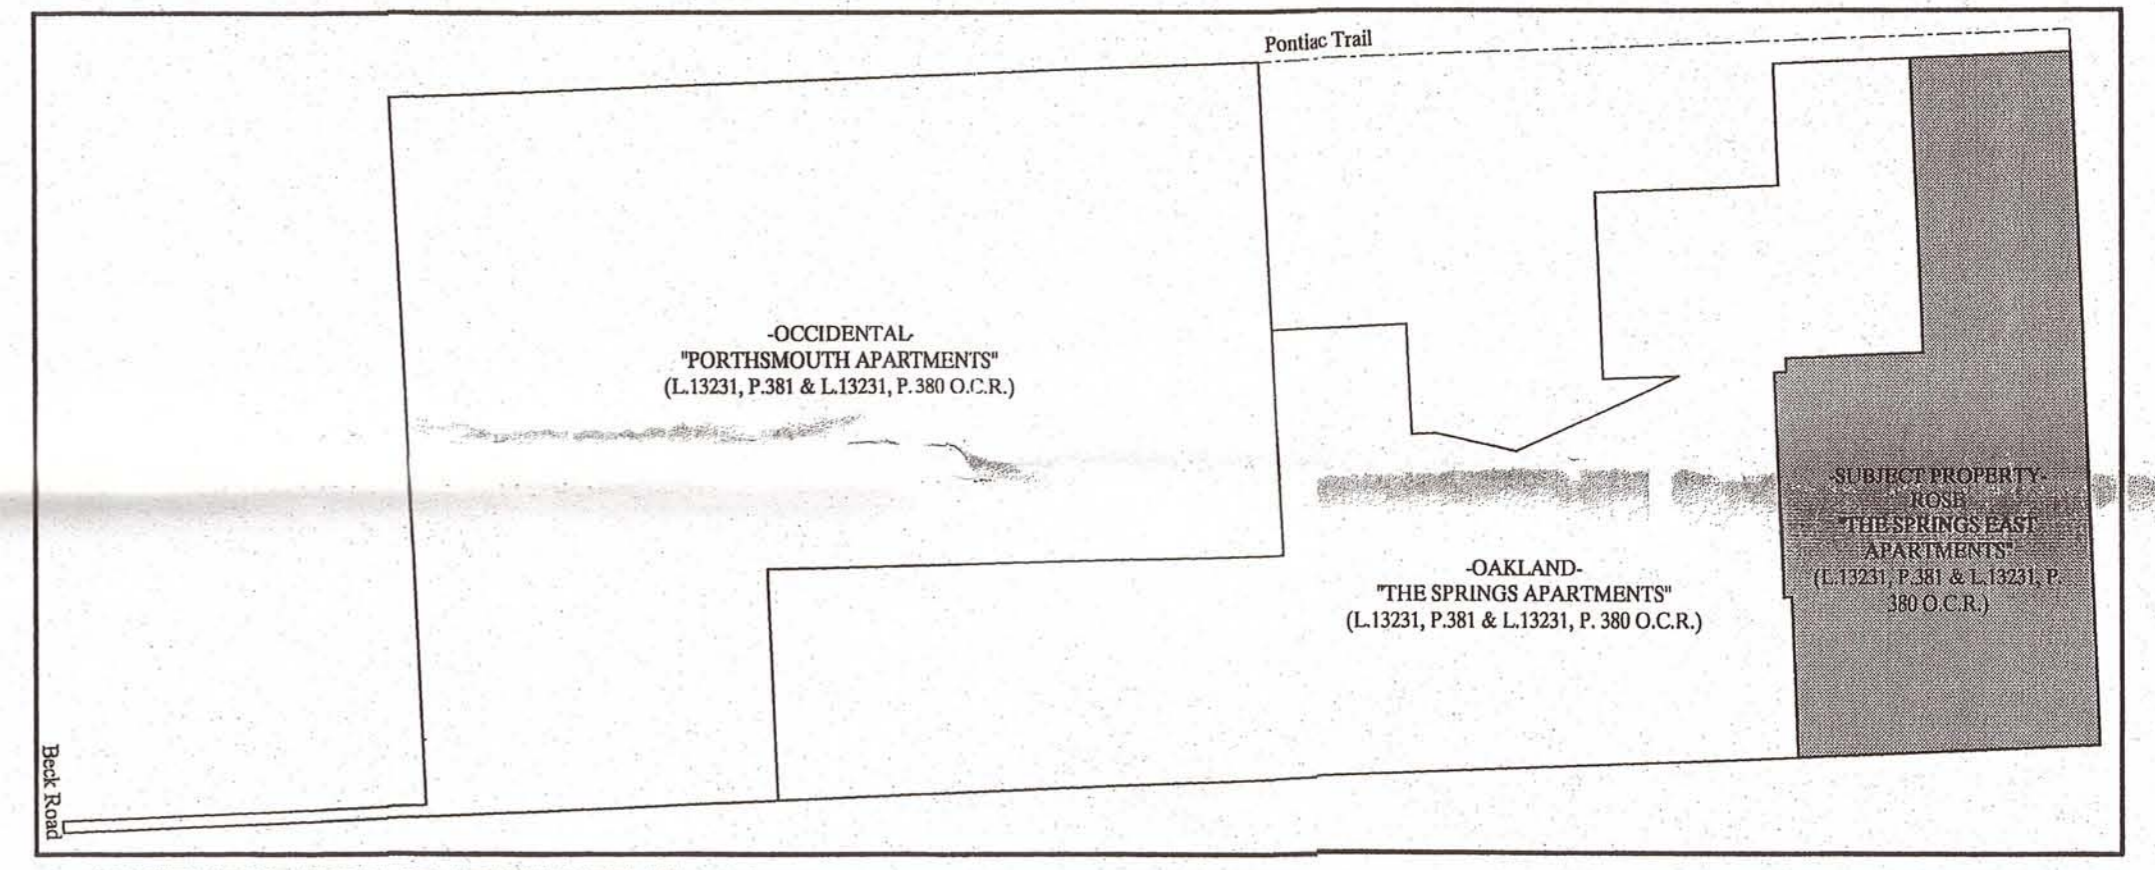 Pontiac Trail
-OCCIDENTAL-
"PORTHSMOUTH APARTMENTS"
(L.13231, P.381 & L.13231, P. 380 O.C.R.)
-SUBJECT PROPERTY-
ROSE
"THE SPRINGS EAST
APARTMENTS"
(L.13231, P.381 & L.13231, P.
380 O.C.R.)
-OAKLAND-
"THE SPRINGS APARTMENTS"
(L.13231, P.381 & L.13231, P. 380 O.C.R.)
Beck Road